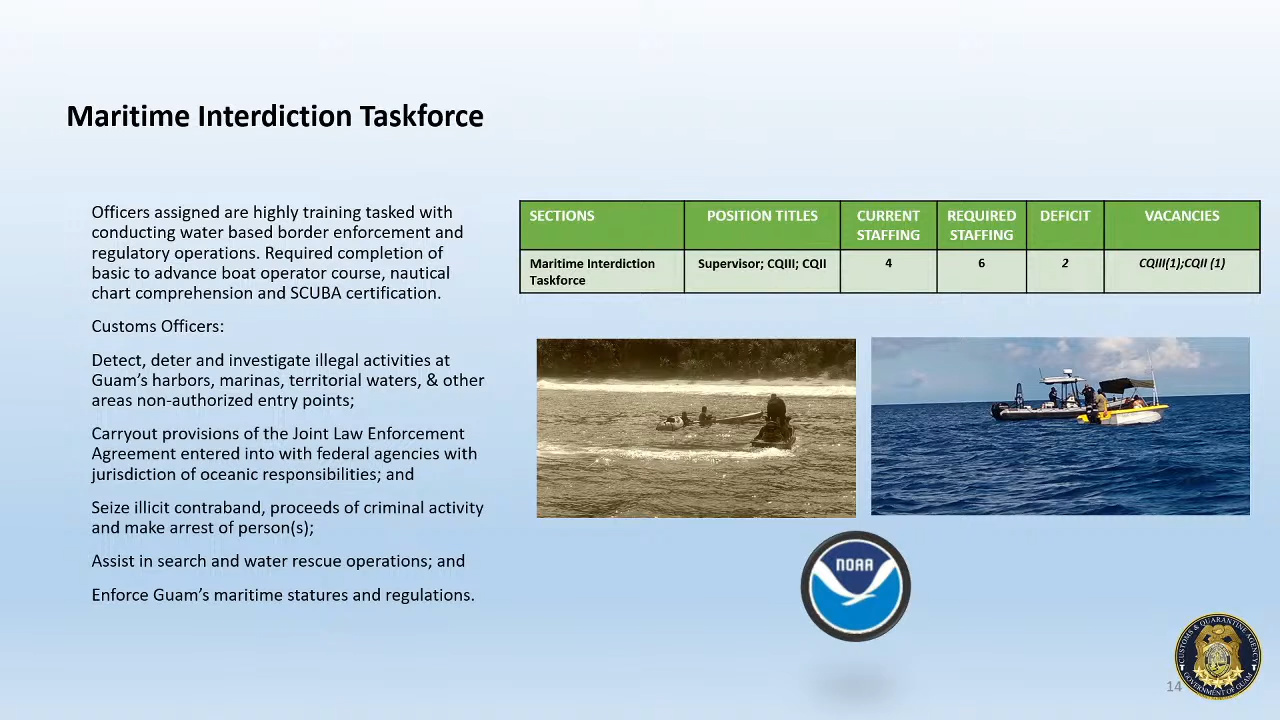 Maritime Interdiction Taskforce
Officers assigned are highly training tasked with
conducting water based border enforcement and
regulatory operations. Required completion of
basic to advance boat operator course, nautical
chart comprehension and SCUBA certification.
Customs Officers:
Detect, deter and investigate illegal activities at
Guam’s harbors, marinas, territorial waters, & other
areas non-authorized entry points;
Carryout provisions of the Joint Law Enforcement
Agreement entered into with federal agencies with
jurisdiction of oceanic responsibilities; and
Seize illicit contraband, proceeds of criminal activity
and make arrest of person(s);
Assist in search and water rescue operations; and
Enforce Guam’s maritime statures and regulations.
SECTIONS POSITION TITLES CURRENT STAFFING REQUIRED STAFFING DEFICIT VACANCIES
Maritime Interdiction Taskforce Supervisor; CQIII; CQII 4 6 2 CQIII(1);CQII (1)
NOAA
CUSTOMS & QUARANTINE AGENCY
GOVERNMENT OF GUAM
14